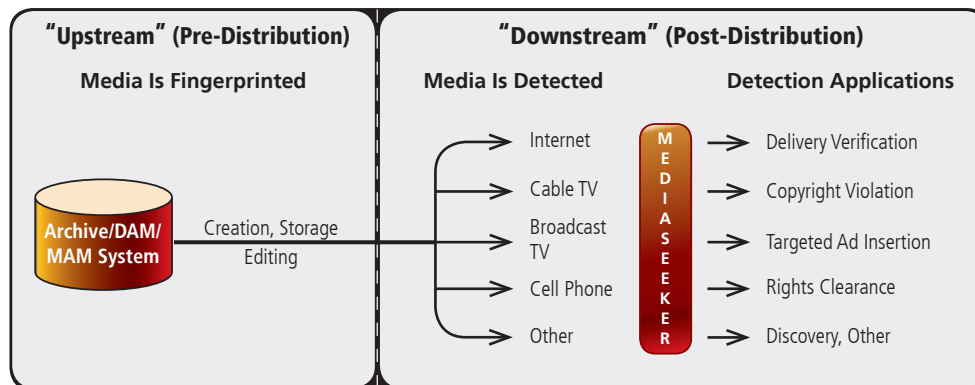 “Upstream” (Pre-Distribution)
Media Is Fingerprinted
Archive/DAM/
MAM System
Creation, Storage
Editing
“Downstream” (Post-Distribution)
Media Is Detected
Internet
Cable TV
Broadcast
TV
Cell Phone
Other
MEDIASEEKER
Detection Applications
Delivery Verification
Copyright Violation
Targeted Ad Insertion
Rights Clearance
Discovery, Other